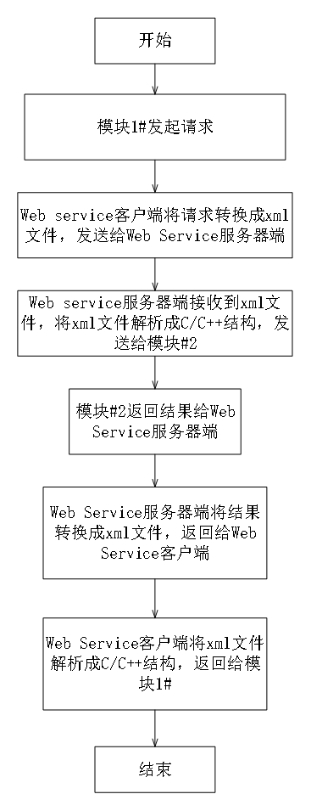 开始
模块1#发起请求
Web service客户端将请求转换成xml
文件，发送给Web Service服务器端
Web service服务器端接收到xml文
件，将xml文件解析成C/C++结构，发
送给模块#2
模块#2返回结果给Web
Service服务器端
Web Service服务器端将结果
转换成xml文件，返回给Web
Service客户端
Web Service客户端将xml文件
解析成C/C++结构，返回给模
块1#
结束